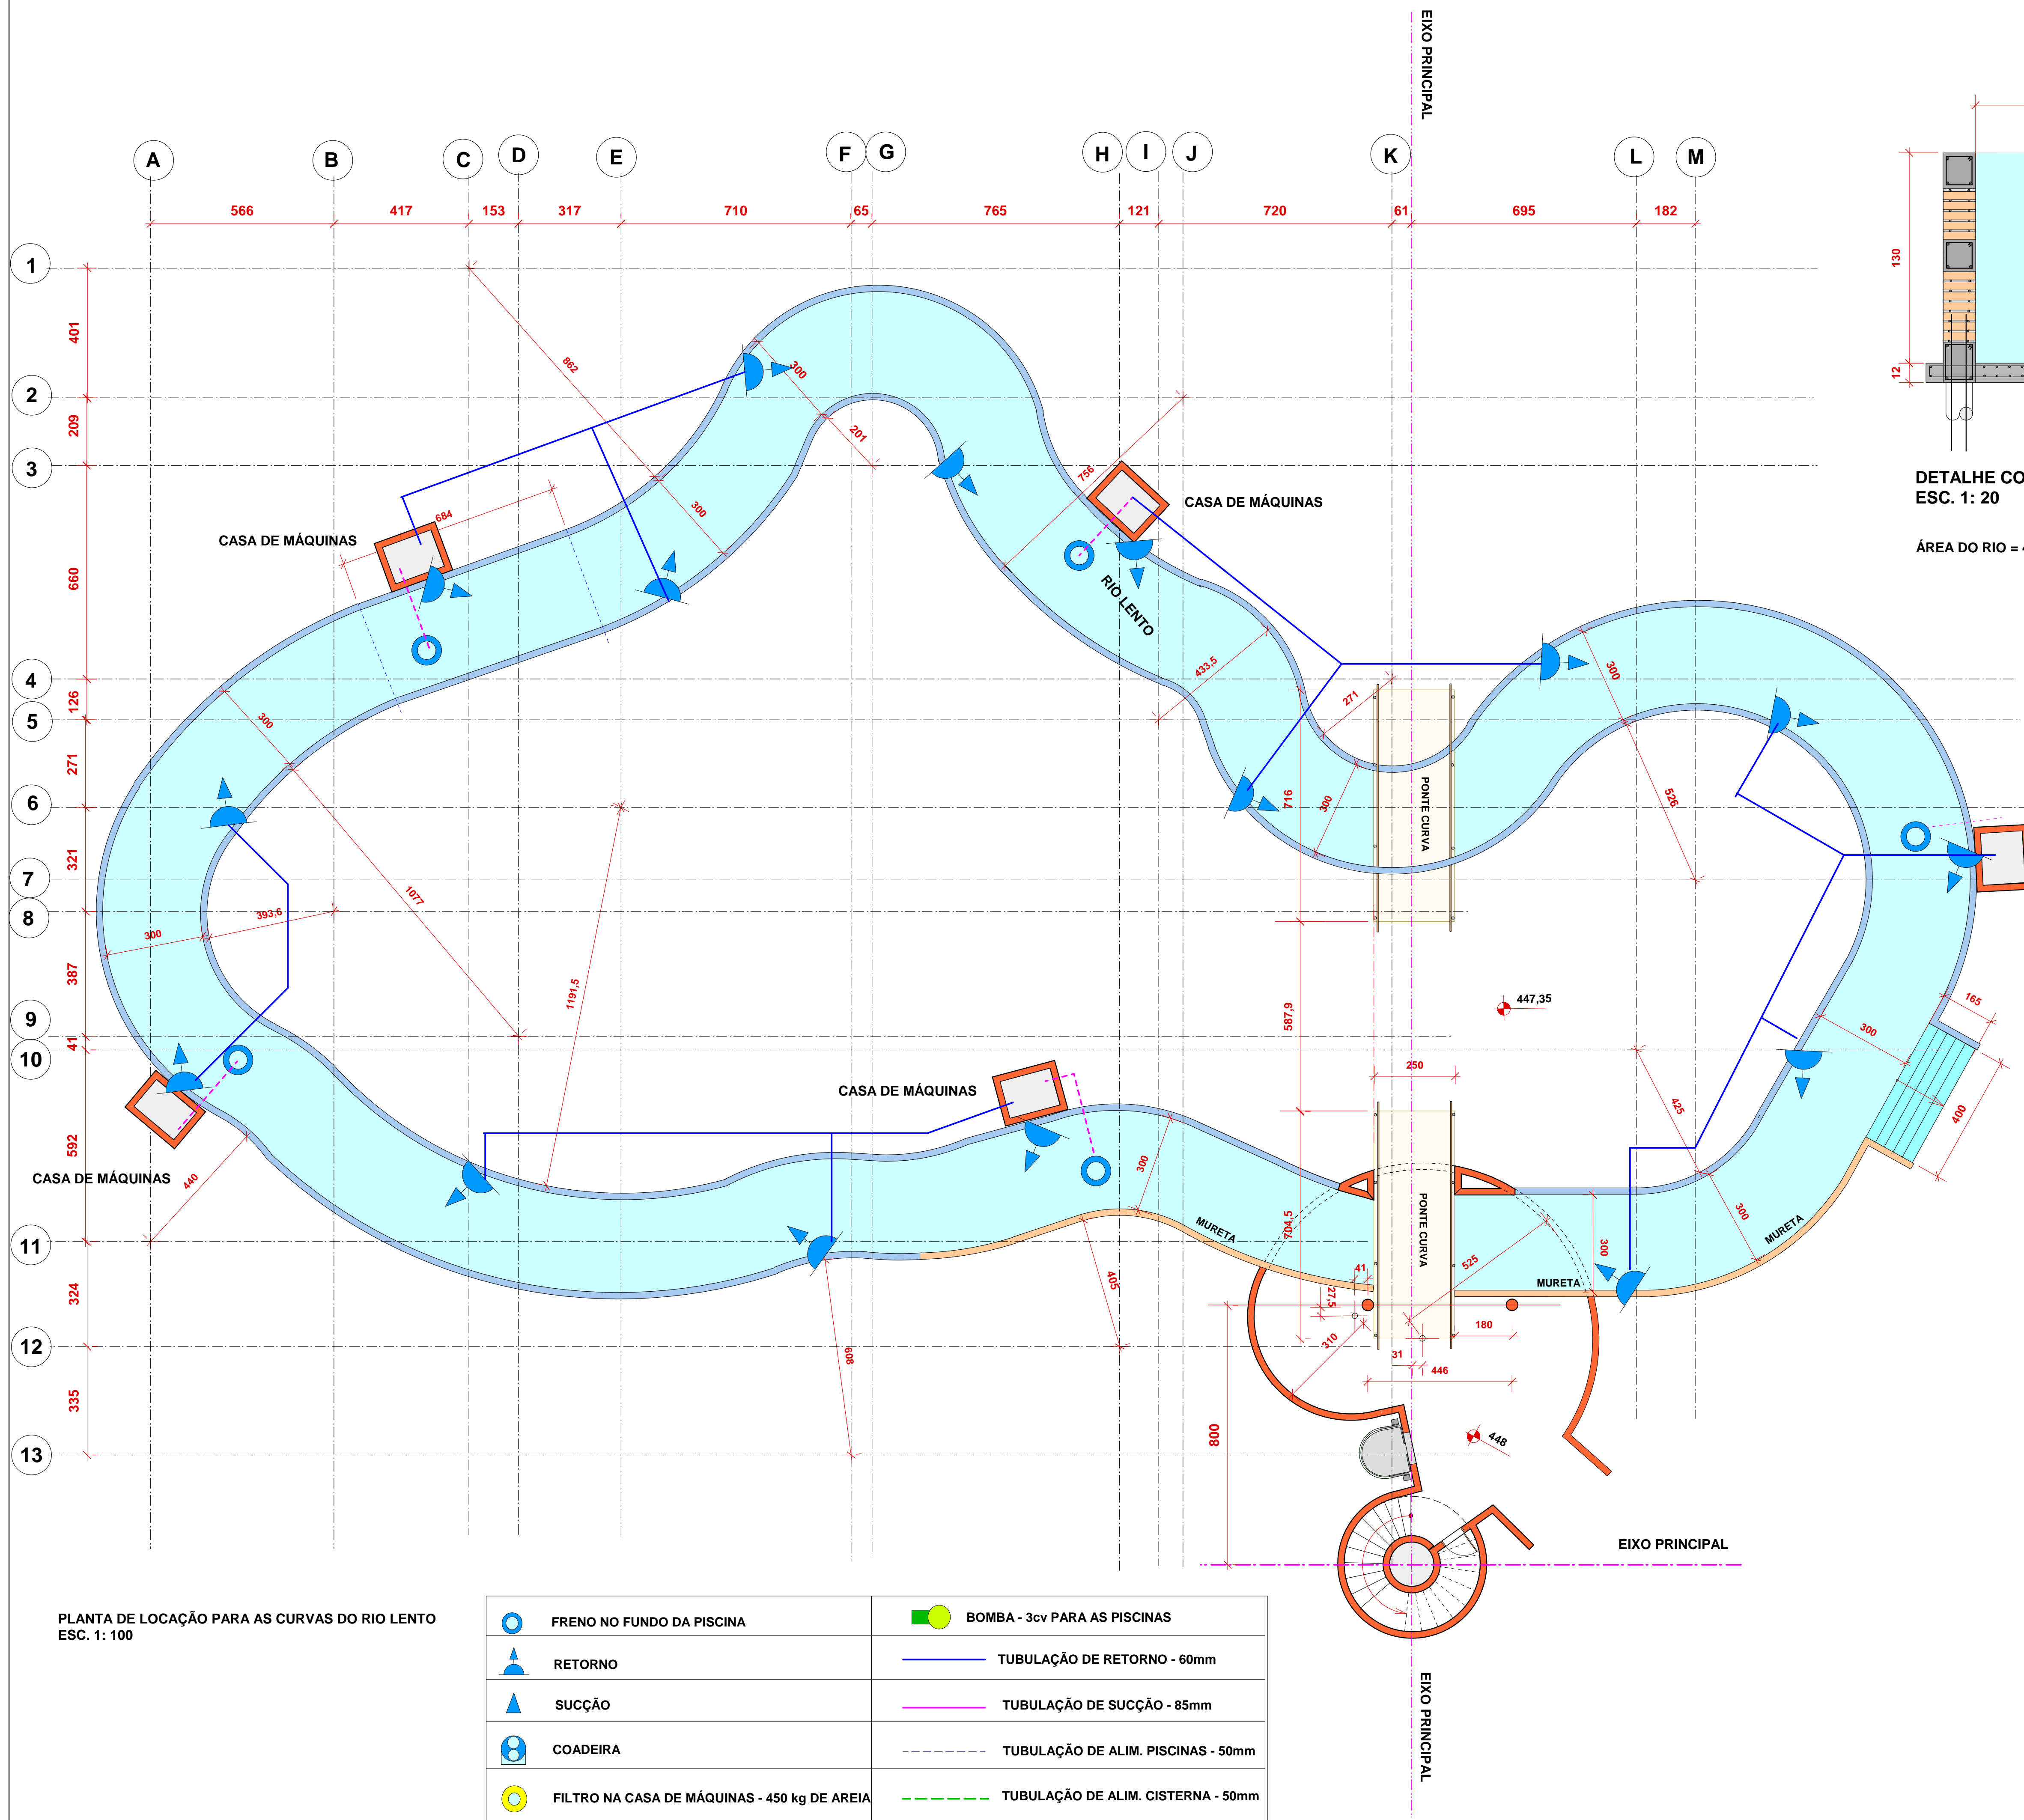 EIXO PRINCIPAL
A B C D E F G H I J K L M
566 417 153 317 710 65 765 121 720 61 695 182
1
2
3
4
5
6
7
8
9
10
11
12
13
401
209
660
126
271
321
387
41
592
324
335
130
12
DETALHE CO
ESC. 1: 20
ÁREA DO RIO =
862
300
201
756
684
300
CASA DE MÁQUINAS
CASA DE MÁQUINAS
RIO LENTO
433,5
271
300
300
716
300
PONTE CURVA
526
1077
393,6
300
1191,5
587,9
447,35
165
300
400
250
CASA DE MÁQUINAS
425
CASA DE MÁQUINAS
440
300
MURETA
704,5
PONTE CURVA
525
300
300
MURETA
MURETA
405
41
27,5
310
180
31
446
608
800
448
EIXO PRINCIPAL
EIXO PRINCIPAL
PLANTA DE LOCAÇÃO PARA AS CURVAS DO RIO LENTO
ESC. 1: 100
FRENO NO FUNDO DA PISCINA
BOMBA - 3cv PARA AS PISCINAS
RETORNO
TUBULAÇÃO DE RETORNO - 60mm
SUCÇÃO
TUBULAÇÃO DE SUCÇÃO - 85mm
COADEIRA
TUBULAÇÃO DE ALIM. PISCINAS - 50mm
FILTRO NA CASA DE MÁQUINAS - 450 kg DE AREIA
TUBULAÇÃO DE ALIM. CISTERNA - 50mm